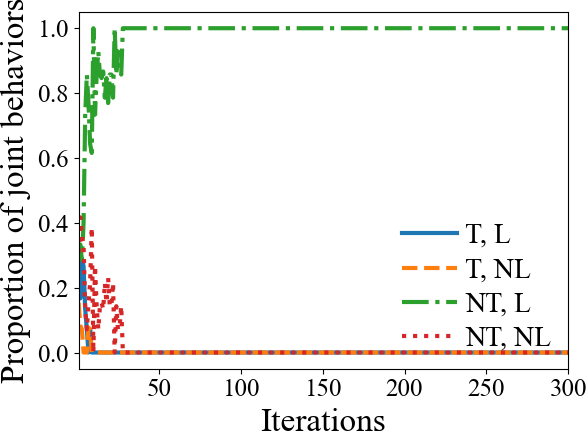 Proportion of joint behaviors
1.0
0.8
0.6
0.4
0.2
0.0
T, L
T, NL
NT, L
NT, NL
50 100 150 200 250 300
Iterations